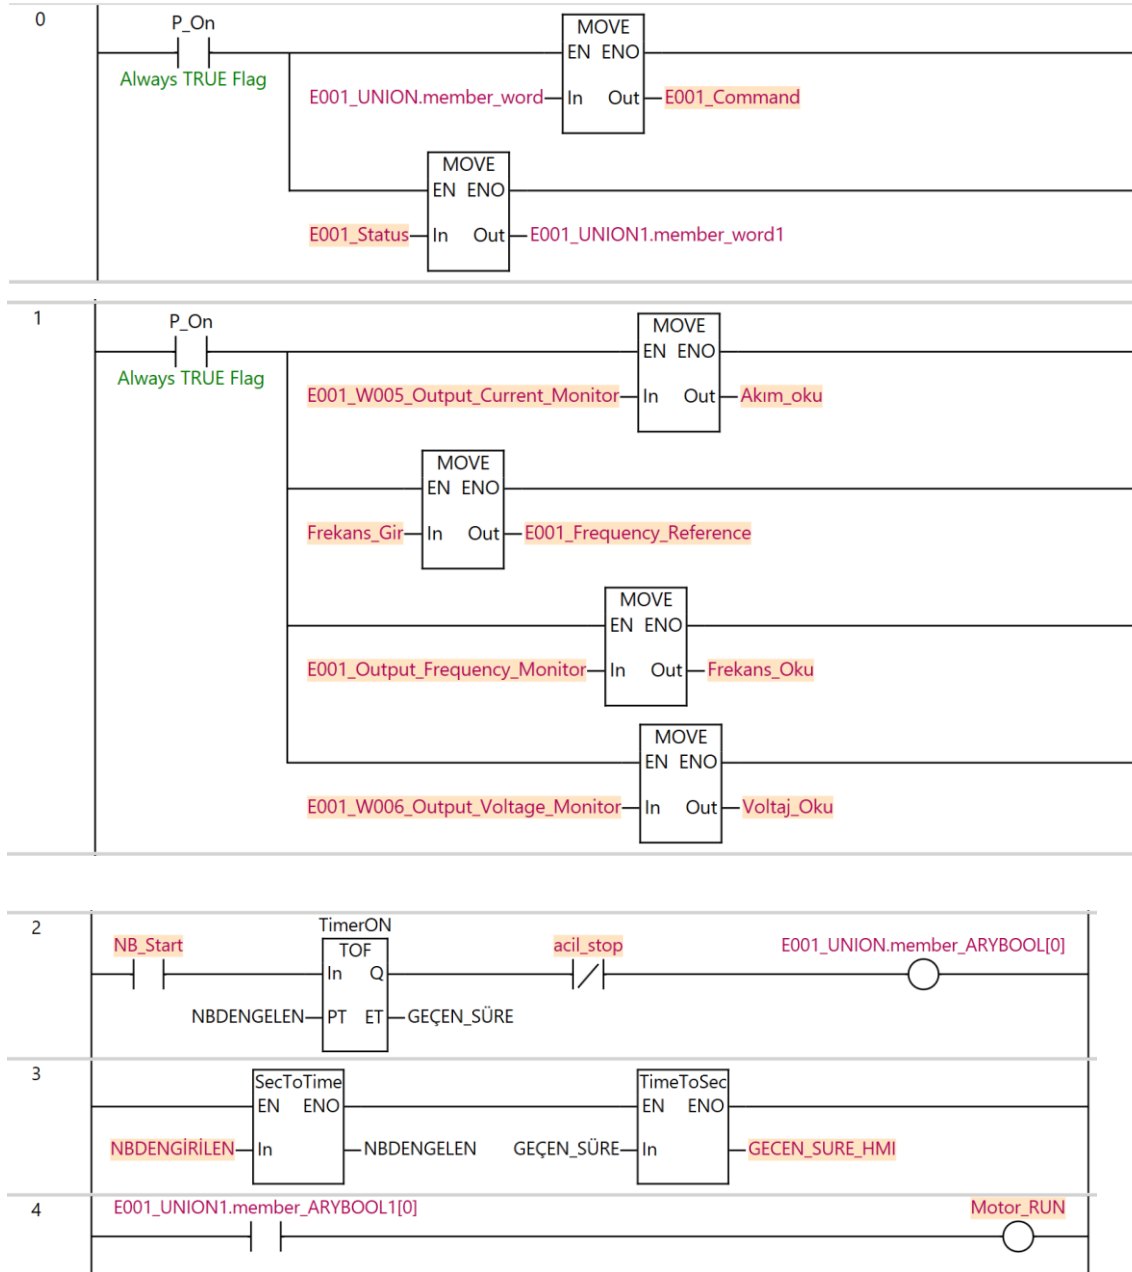 0
P_On
Always TRUE Flag
MOVE
EN ENO
E001_UNION.member_word In Out E001_Command
MOVE
EN ENO
E001_Status In Out E001_UNION1.member_word1
1
P_On
Always TRUE Flag
MOVE
EN ENO
E001_W005_Output_Current_Monitor In Out Akım_oku
MOVE
EN ENO
Frekans_Gir In Out E001_Frequency_Reference
MOVE
EN ENO
E001_Output_Frequency_Monitor In Out Frekans_Oku
MOVE
EN ENO
E001_W006_Output_Voltage_Monitor In Out Voltaj_Oku
2
TimerON
NB_Start TOF acil_stop E001_UNION.member_ARYBOOL[0]
In Q
NBDENGELEN PT ET GEÇEN_SÜRE
3
SecToTime TimeToSec
EN ENO EN ENO
NBDENGİRİLEN In NBDENGELEN GEÇEN_SÜRE In GECEN_SURE_HMI
4
E001_UNION1.member_ARYBOOL1[0] Motor_RUN